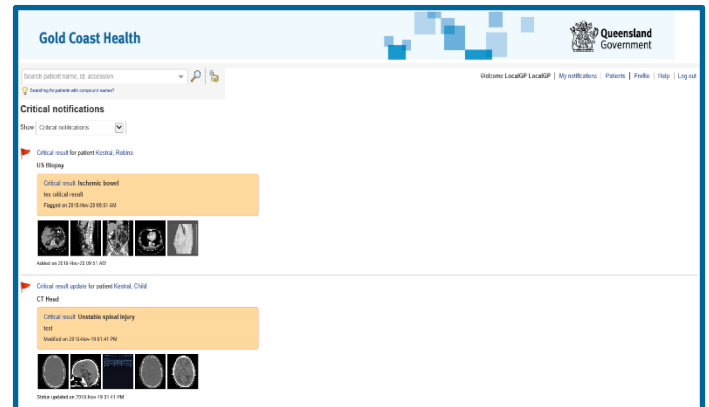 Gold Coast Health
Queensland
Government
Search patient name, id, accession
Searching for patients with compound names?
Welcome LocalGP LocalGP | My notifications | Patients | Profile | Help | Log out
Critical notifications
Show Critical notifications
Critical result for patient Kestral, Robina
US Biopsy
Critical result Ischemic bowel
tes critical result
Flagged on 2018-Nov-20 09:51 AM
Added on 2018-Nov-20 09:51 AM
Critical result update for patient Kestral, Child
CT Head
Critical result Unstable spinal injury
test
Modified on 2018-Nov-19 01:41 PM
Status updated on 2018-Nov-19 01:41 PM